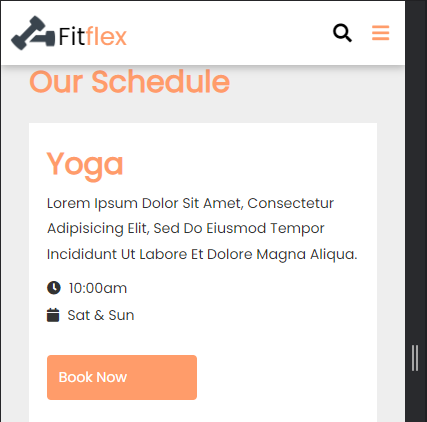 Fitflex
Our Schedule
Yoga
Lorem Ipsum Dolor Sit Amet, Consectetur
Adipisicing Elit, Sed Do Eiusmod Tempor
Incididunt Ut Labore Et Dolore Magna Aliqua.
10:00am
Sat & Sun
Book Now